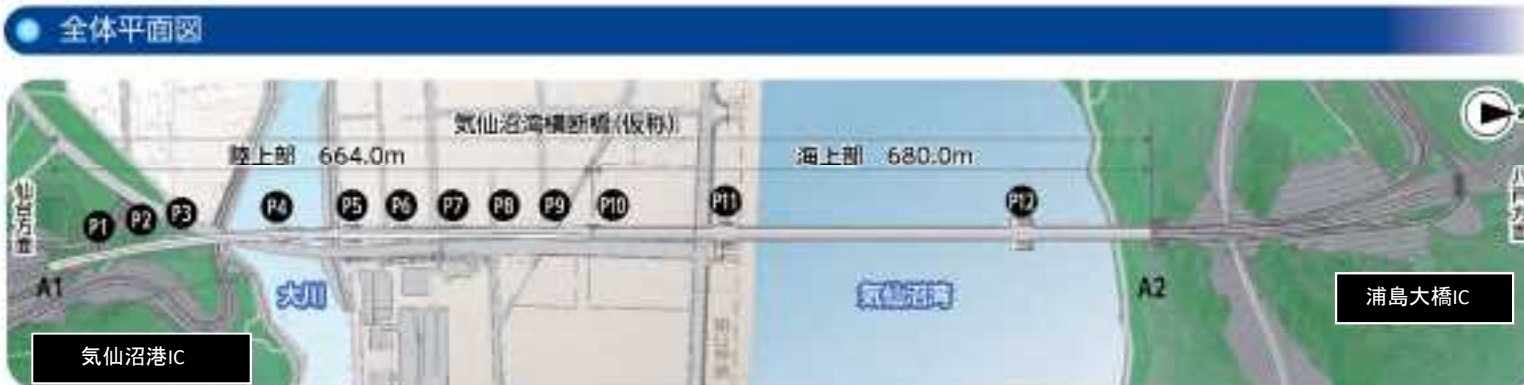 全体平面図
気仙沼湾横断橋(仮称)
陸上部 664.0m
海上部 680.0m
仙台方面
P1
P2
P3
P4
P5
P6
P7
P8
P9
P10
P11
P12
八戸方面
A1
大川
気仙沼湾
A2
浦島大橋IC
気仙沼港IC